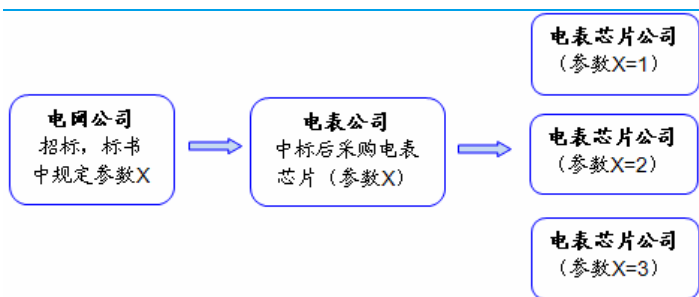 电网公司
招标，标书
中规定参数X
电表公司
中标后采购电表
芯片（参数X）
电表芯片公司
（参数X=1）
电表芯片公司
（参数X=2）
电表芯片公司
（参数X=3）